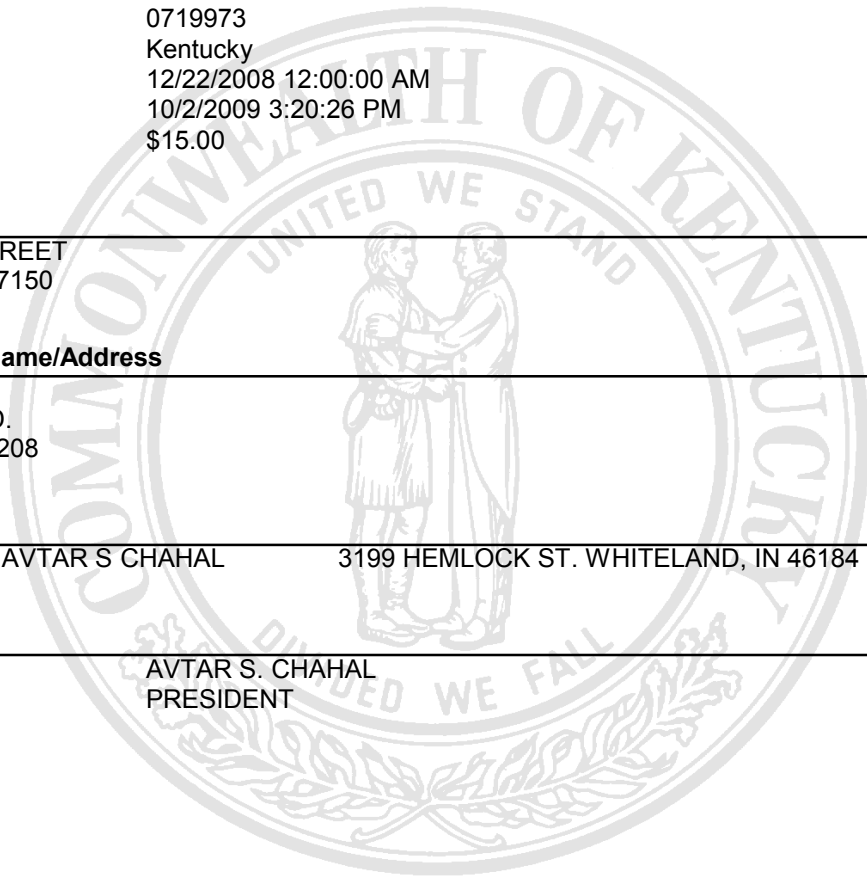 0719973
Kentucky
12/22/2008 12:00:00 AM
10/2/2009 3:20:26 PM
$15.00
REET
7150
ame/Address
D.
208
AVTAR S CHAHAL 3199 HEMLOCK ST. WHITELAND, IN 46184
AVTAR S. CHAHAL
PRESIDENT
COMMONWEALTH OF KENTUCKY
UNITED WE STAND
DIVIDED WE FALL